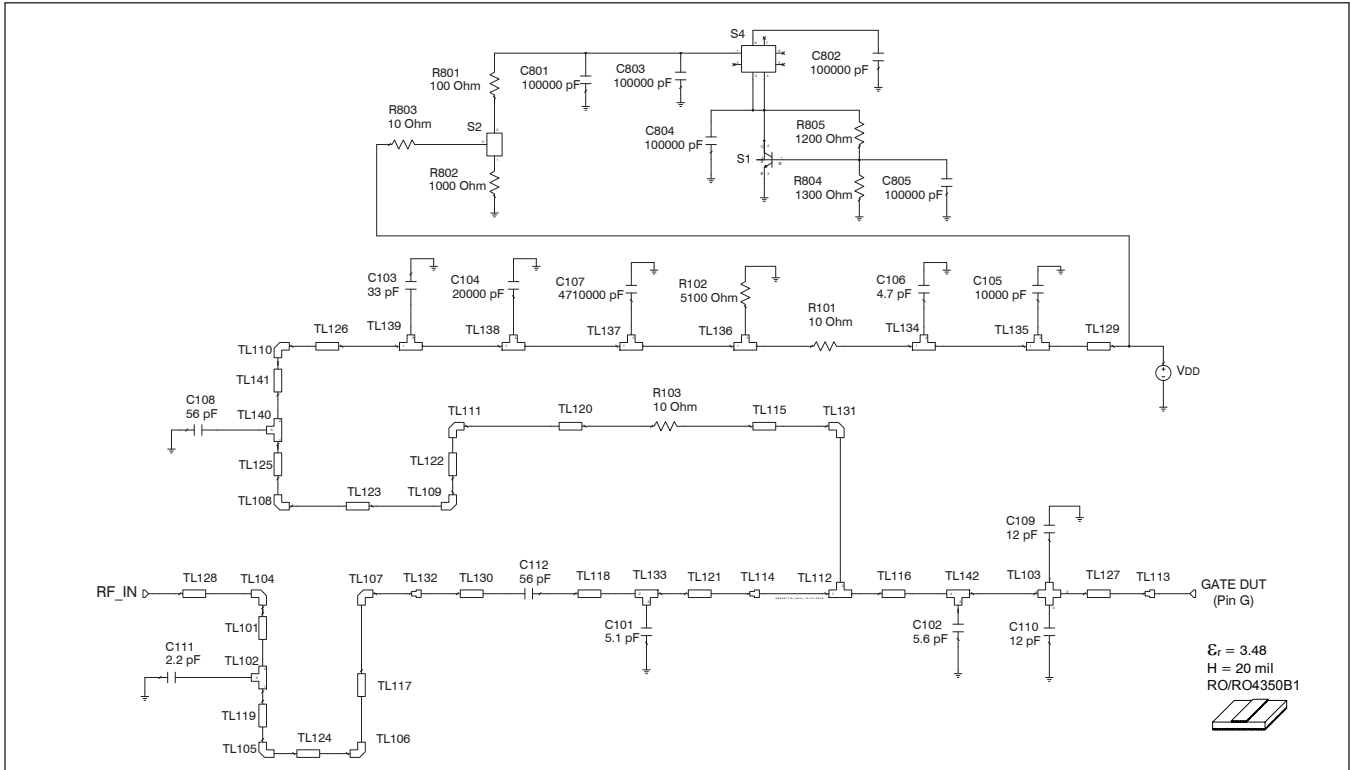 S4
C802
100000 pF
R801
100 Ohm
C801
100000 pF
C803
100000 pF
R803
10 Ohm
S2
R802
1000 Ohm
C804
100000 pF
S1
R805
1200 Ohm
R804
1300 Ohm
C805
100000 pF
C103
33 pF
C104
20000 pF
C107
4710000 pF
R102
5100 Ohm
R101
10 Ohm
C106
4.7 pF
C105
10000 pF
TL110
TL126
TL139
TL138
TL137
TL136
TL134
TL135
TL129
VDD
TL141
C108
56 pF
TL140
TL125
TL108
TL123
TL109
TL122
TL111
TL120
R103
10 Ohm
TL115
TL131
C109
12 pF
RF_IN
TL128
TL104
TL107
TL132
TL130
C112
56 pF
TL118
TL133
TL121
TL114
TL112
TL116
TL142
TL103
TL127
TL113
GATE DUT
(Pin G)
TL101
C111
2.2 pF
TL102
TL119
TL105
TL124
TL106
TL117
C101
5.1 pF
C102
5.6 pF
C110
12 pF
Ɛr = 3.48
H = 20 mil
RO/RO4350B1